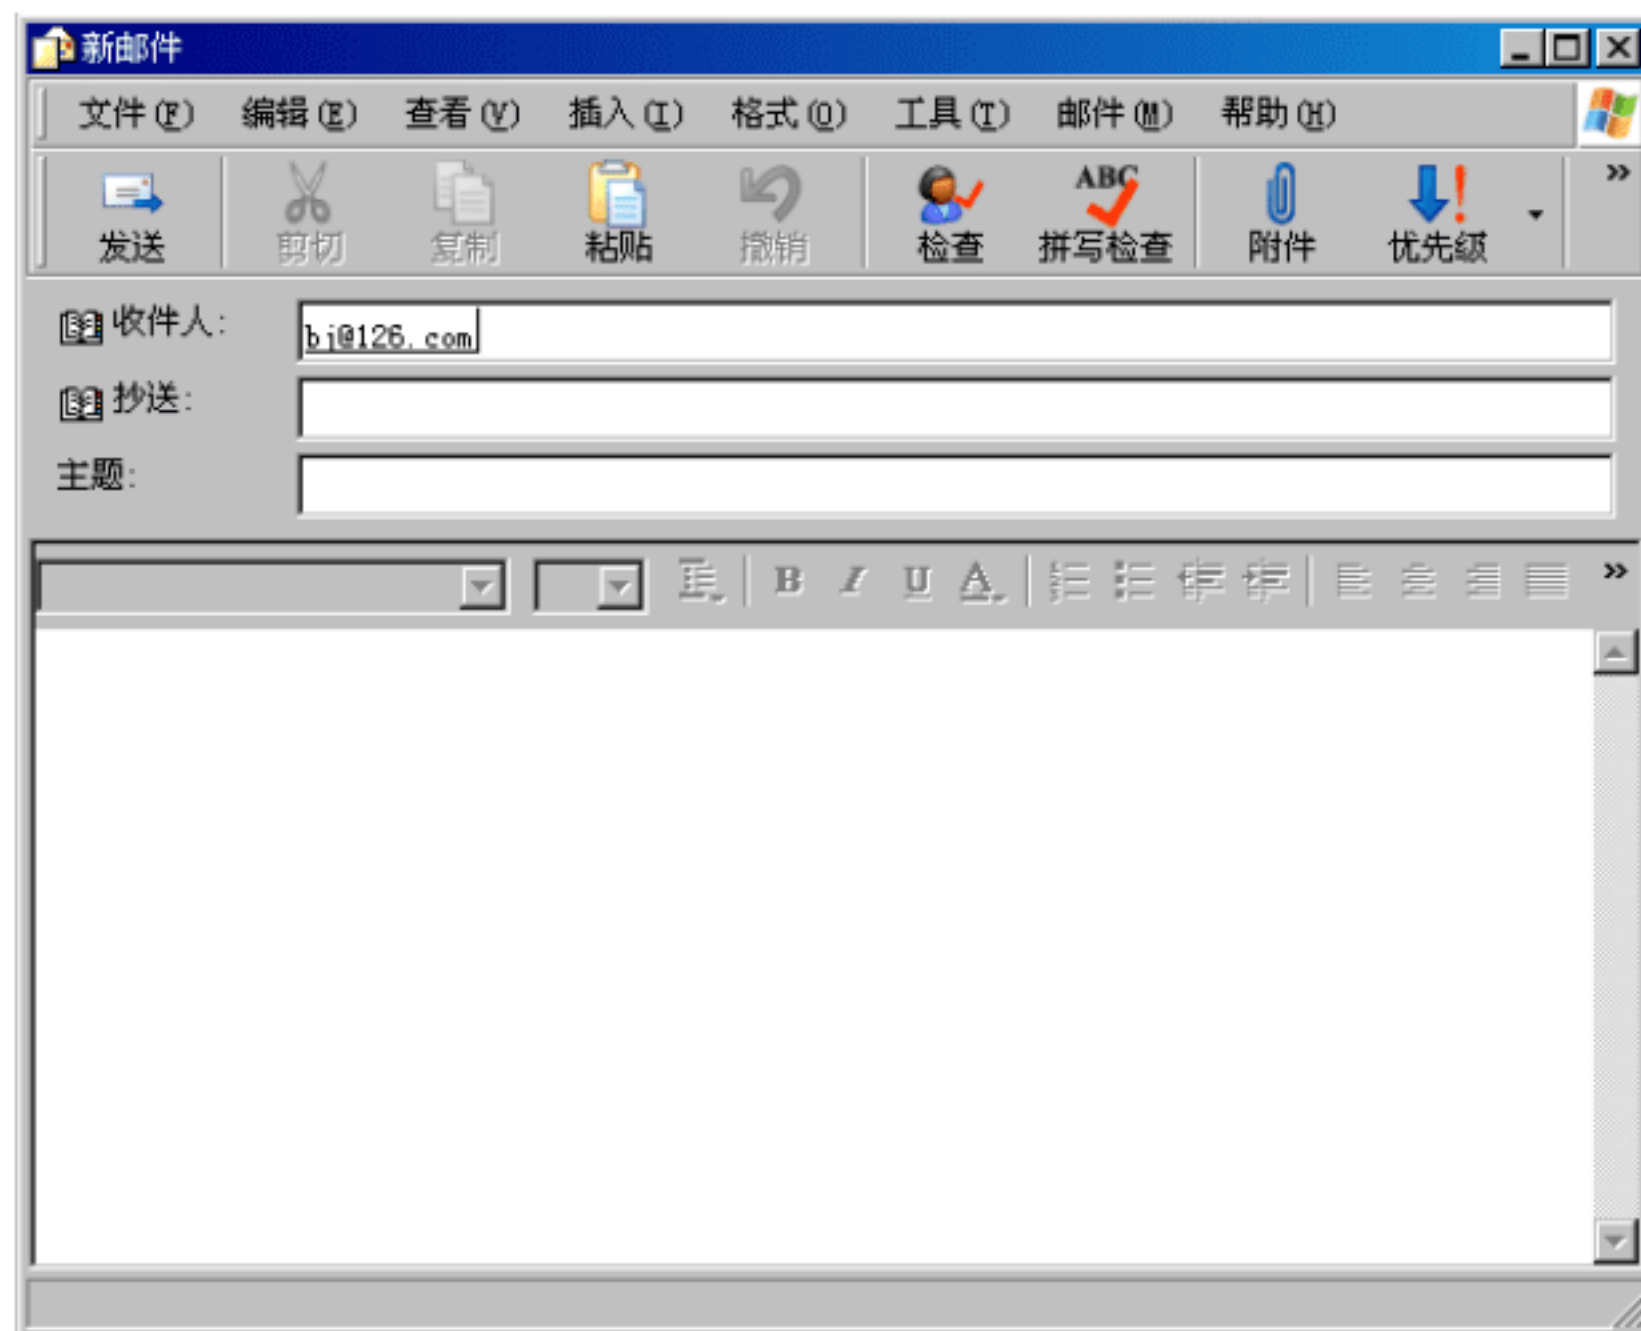 新邮件
文件(F) 编辑(E) 查看(V) 插入(I) 格式(O) 工具(T) 邮件(M) 帮助(H)
ABC
发送 剪切 复制 粘贴 撤销 检查 拼写检查 附件 优先级
收件人: bj@126.com
抄送:
主题:
B I U A